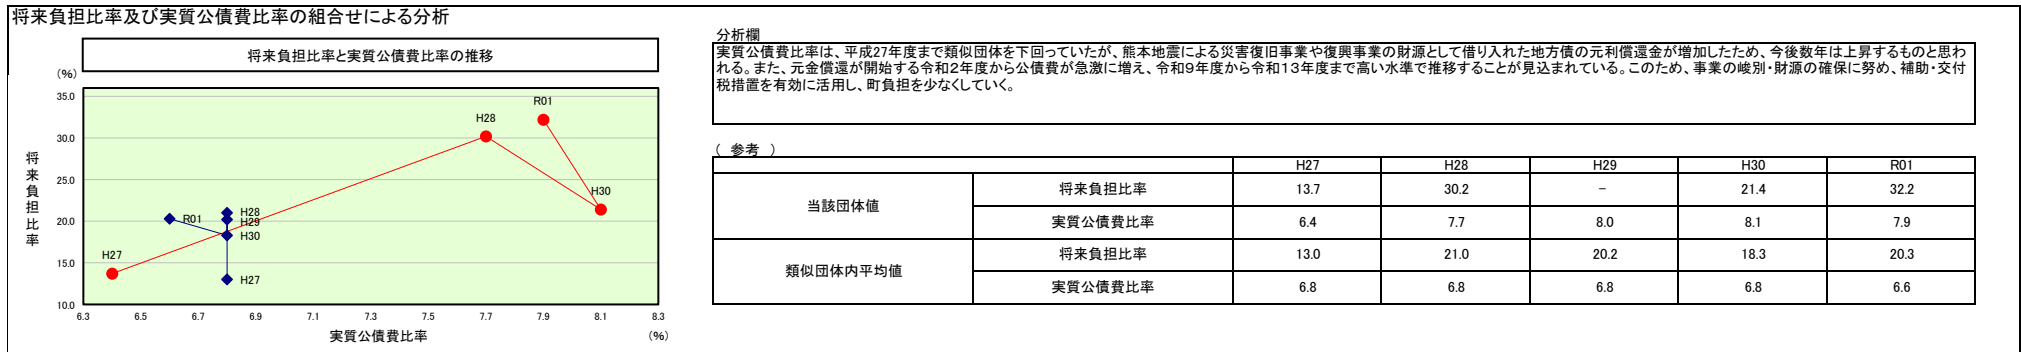 将来負担比率及び実質公債費比率の組合せによる分析
将来負担比率と実質公債費比率の推移
(%)
35.0
30.0
25.0
20.0
15.0
10.0
将来負担比率
R01
H28
H30
H27
H28
H29
H30
R01
H27
6.3 6.5 6.7 6.9 7.1 7.3 7.5 7.7 7.9 8.1 8.3
実質公債費比率
(%)
分析欄
実質公債費比率は、平成27年度まで類似団体を下回っていたが、熊本地震による災害復旧事業や復興事業の財源として借り入れた地方債の元利償還金が増加したため、今後数年は上昇するものと思わ
れる。また、元金償還が開始する令和2年度から公債費が急激に増え、令和9年度から令和13年度まで高い水準で推移することが見込まれている。このため、事業の峻別・財源の確保に努め、補助・交付
税措置を有効に活用し、町負担を少なくしていく。
( 参考 )
H27 H28 H29 H30 R01
当該団体値
将来負担比率 13.7 30.2 － 21.4 32.2
実質公債費比率 6.4 7.7 8.0 8.1 7.9
類似団体内平均値
将来負担比率 13.0 21.0 20.2 18.3 20.3
実質公債費比率 6.8 6.8 6.8 6.8 6.6